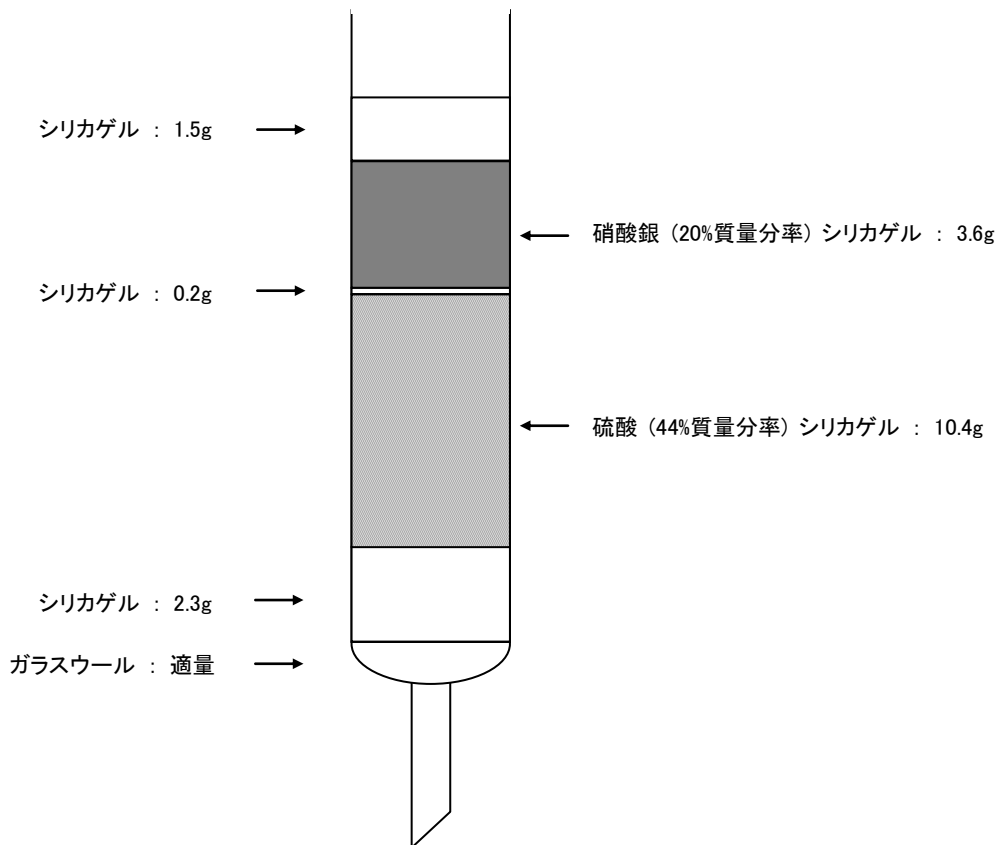 シリカゲル ： 1.5g
硝酸銀 (20%質量分率) シリカゲル ： 3.6g
シリカゲル ： 0.2g
硫酸 (44%質量分率) シリカゲル ： 10.4g
シリカゲル ： 2.3g
ガラスウール ： 適量